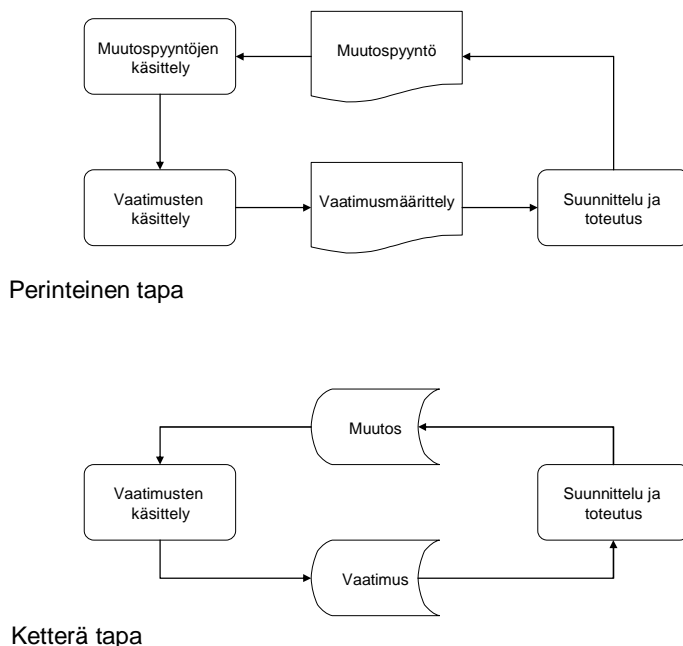 Muutospyyntöjen
käsittely
Muutospyyntö
Vaatimusten
käsittely
Vaatimusmäärittely
Suunnittelu ja
toteutus
Perinteinen tapa
Muutos
Vaatimusten
käsittely
Suunnittelu ja
toteutus
Vaatimus
Ketterä tapa